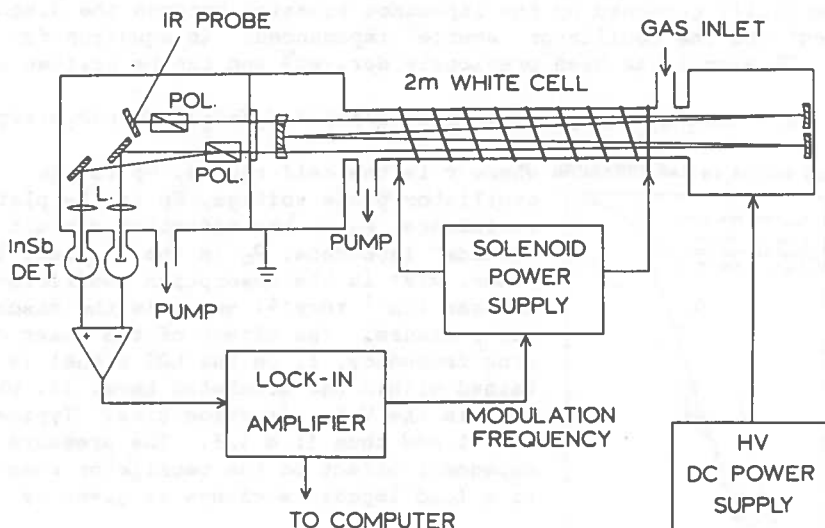 IR PROBE
GAS INLET
2m WHITE CELL
POL.
POL.
L.
InSb
DET.
PUMP
PUMP
+ -
SOLENOID
POWER
SUPPLY
LOCK-IN
AMPLIFIER
MODULATION
FREQUENCY
HV
DC POWER
SUPPLY
TO COMPUTER